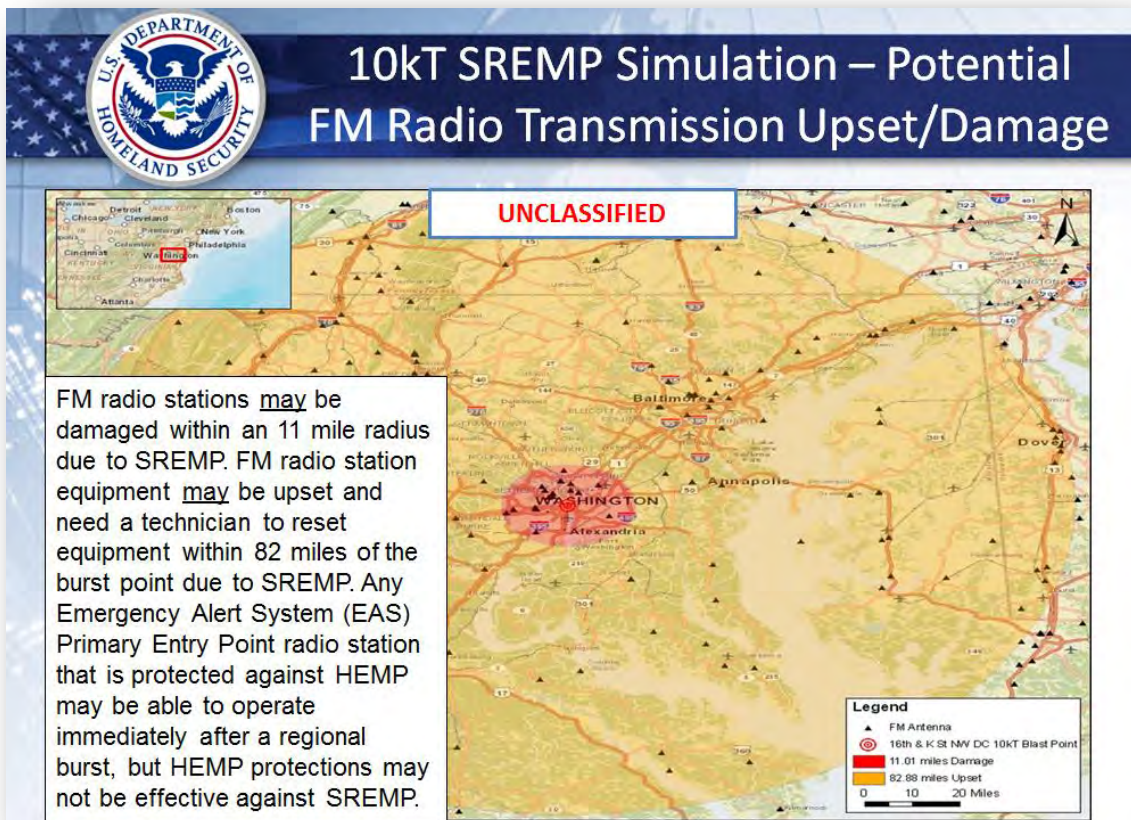 U.S. DEPARTMENT OF
HOMELAND SECURITY
10kT SREMP Simulation – Potential
FM Radio Transmission Upset/Damage
UNCLASSIFIED
N
Detroit
Boston
Chicago
Cleveland
Pittsburgh
New York
Philadelphia
Cincinnati
Washington
Charlotte
Atlanta
FM radio stations may be
damaged within an 11 mile radius
due to SREMP. FM radio station
equipment may be upset and
need a technician to reset
equipment within 82 miles of the
burst point due to SREMP. Any
Emergency Alert System (EAS)
Primary Entry Point radio station
that is protected against HEMP
may be able to operate
immediately after a regional
burst, but HEMP protections may
not be effective against SREMP.
Baltimore
Dover
Annapolis
WASHINGTON
Alexandria
Legend
FM Antenna
16th & K St NW DC 10kT Blast Point
11.01 miles Damage
82.88 miles Upset
0 10 20 Miles